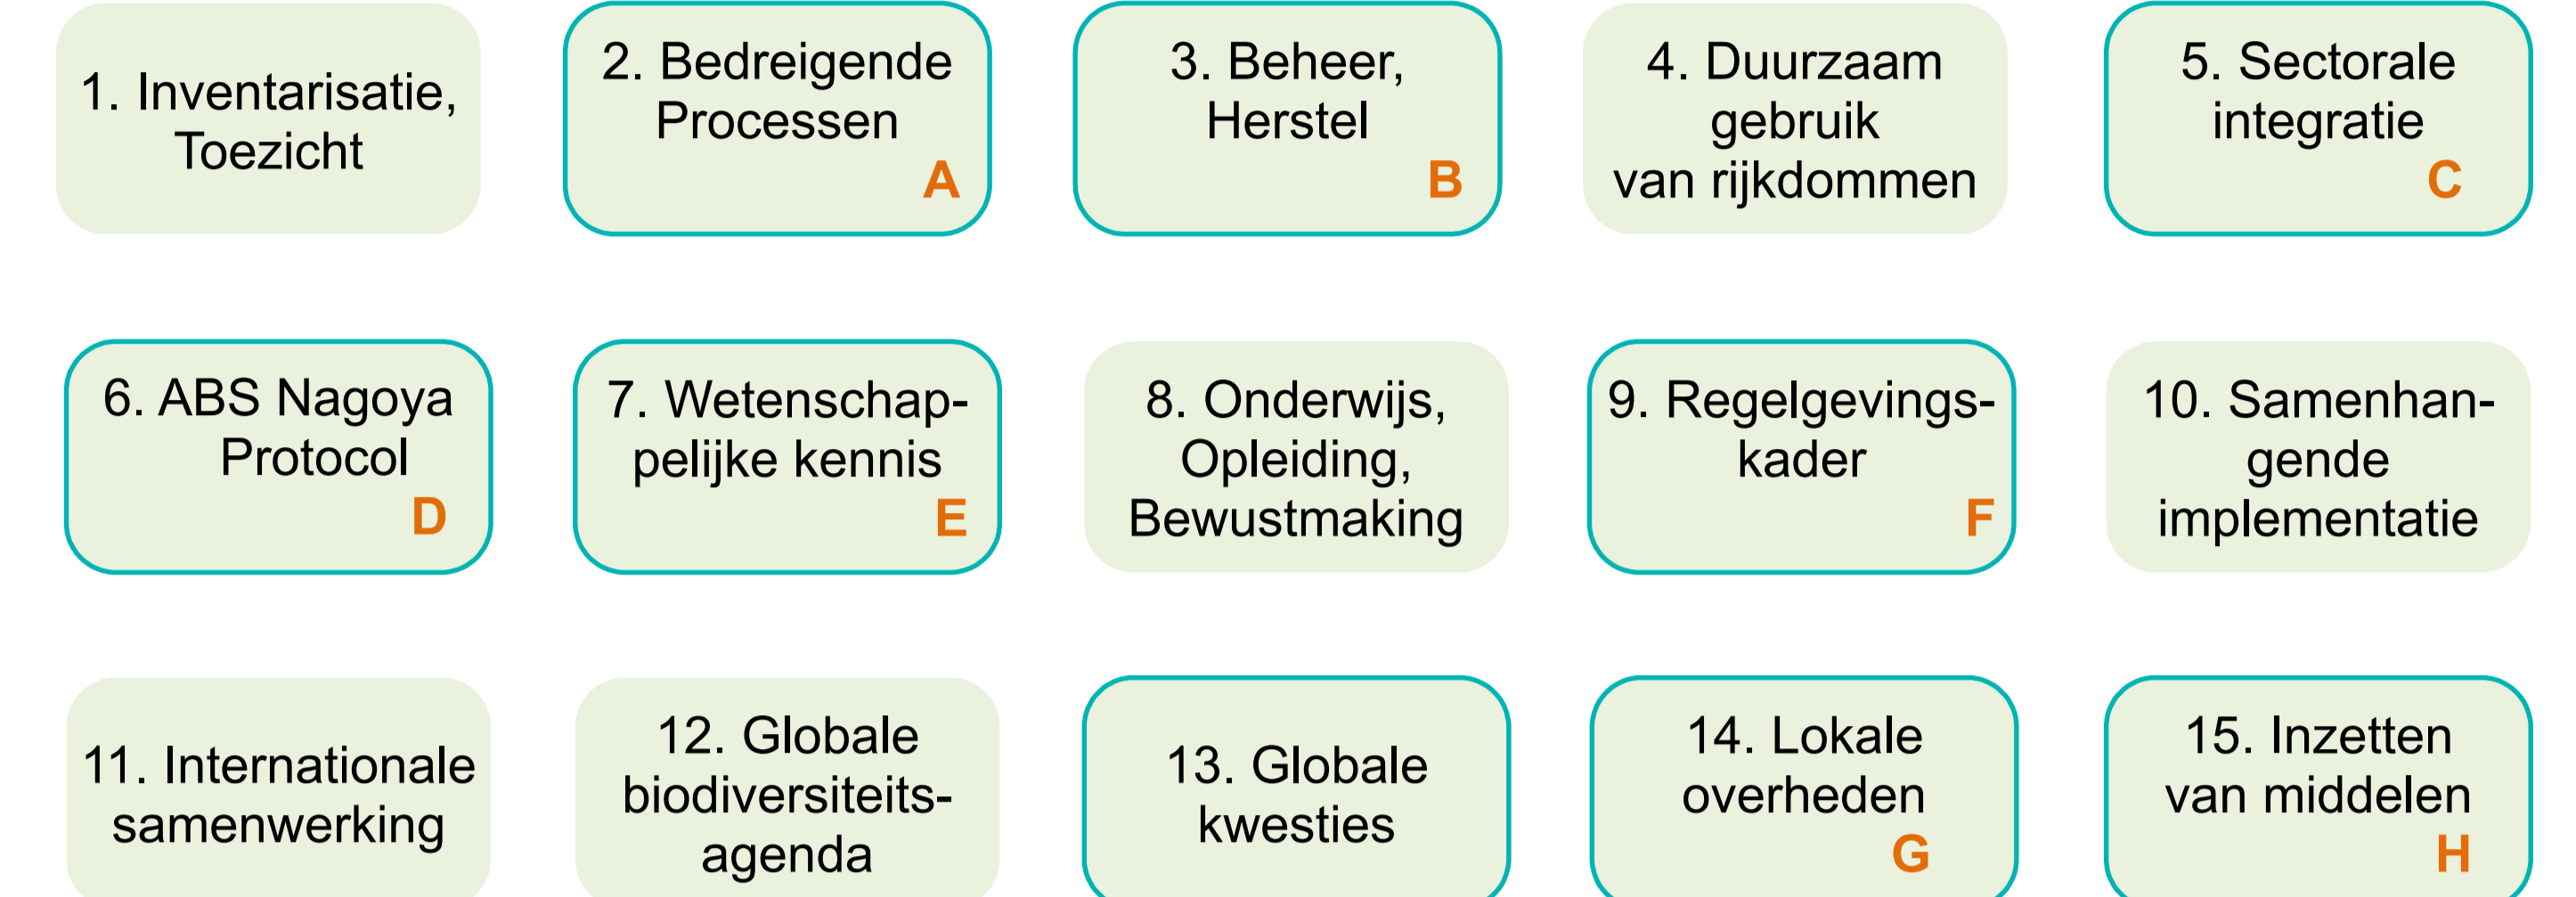 1. Inventarisatie,
Toezicht
2. Bedreigende
Processen
A
3. Beheer,
Herstel
B
4. Duurzaam
gebruik
van rijkdommen
5. Sectorale
integratie
C
6. ABS Nagoya
Protocol
D
7. Wetenschap-
pelijke kennis
E
8. Onderwijs,
Opleiding,
Bewustmaking
9. Regelgevings-
kader
F
10. Samenhan-
gende
implementatie
11. Internationale
samenwerking
12. Globale
biodiversiteits-
agenda
13. Globale
kwesties
14. Lokale
overheden
G
15. Inzetten
van middelen
H